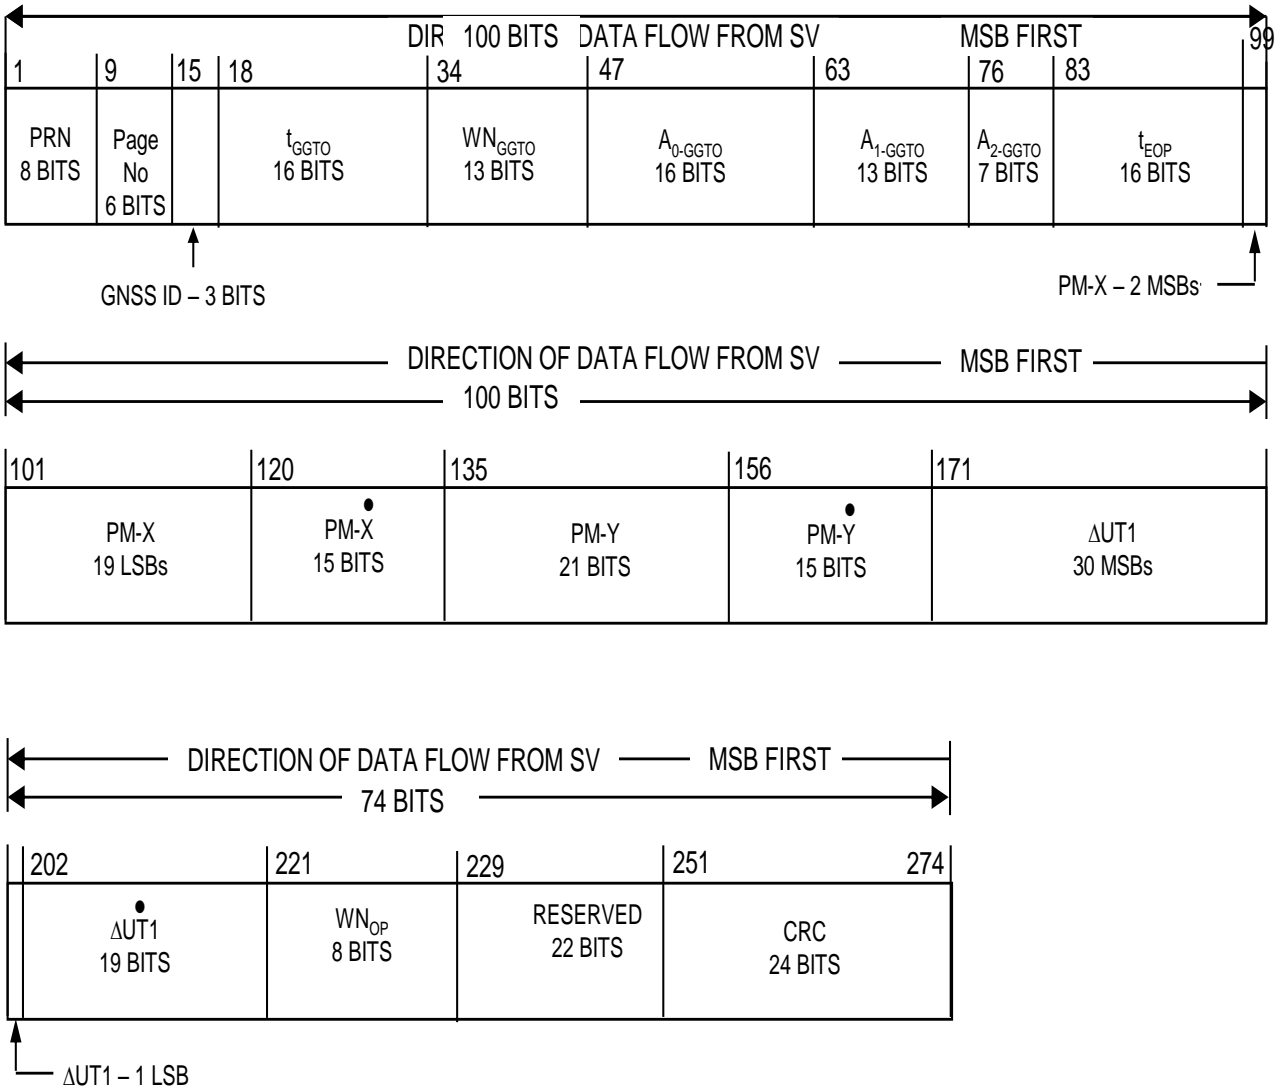 DIR 100 BITS DATA FLOW FROM SV MSB FIRST
1 9 15 18 34 47 63 76 83 99
PRN
8 BITS
Page
No
6 BITS
tGGTO
16 BITS
WNGGTO
13 BITS
A0-GGTO
16 BITS
A1-GGTO
13 BITS
A2-GGTO
7 BITS
tEOP
16 BITS
GNSS ID – 3 BITS
PM-X – 2 MSBs
DIRECTION OF DATA FLOW FROM SV MSB FIRST
100 BITS
101 120 135 156 171
PM-X
19 LSBs
•
PM-X
15 BITS
PM-Y
21 BITS
•
PM-Y
15 BITS
∆UT1
30 MSBs
DIRECTION OF DATA FLOW FROM SV MSB FIRST
74 BITS
202 221 229 251 274
•
∆UT1
19 BITS
WNOP
8 BITS
RESERVED
22 BITS
CRC
24 BITS
∆UT1 – 1 LSB